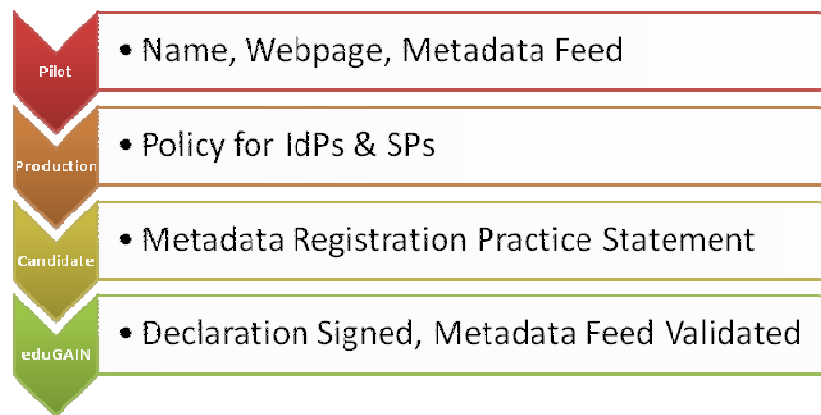 Pilot
• Name, Webpage, Metadata Feed
Production
• Policy for IdPs & SPs
Candidate
• Metadata Registration Practice Statement
eduGAIN
• Declaration Signed, Metadata Feed Validated